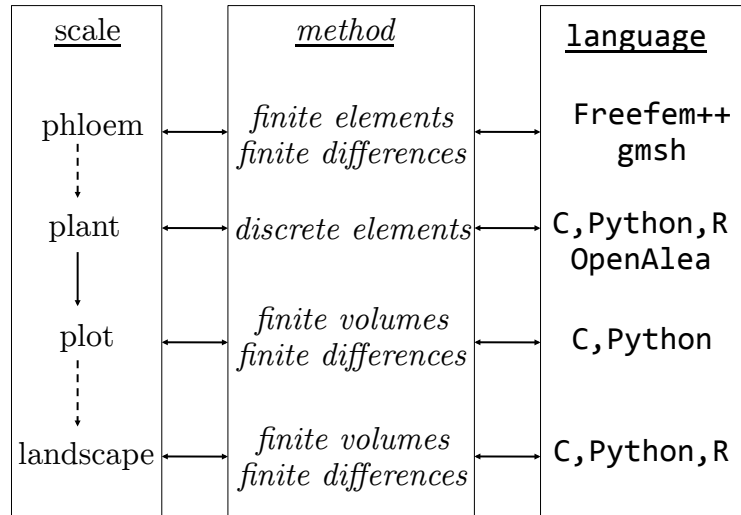 scale
method
language
phloem
finite elements
finite differences
Freefem++
gmsh
plant
discrete elements
C,Python,R
OpenAlea
plot
finite volumes
finite differences
C,Python
landscape
finite volumes
finite differences
C,Python,R